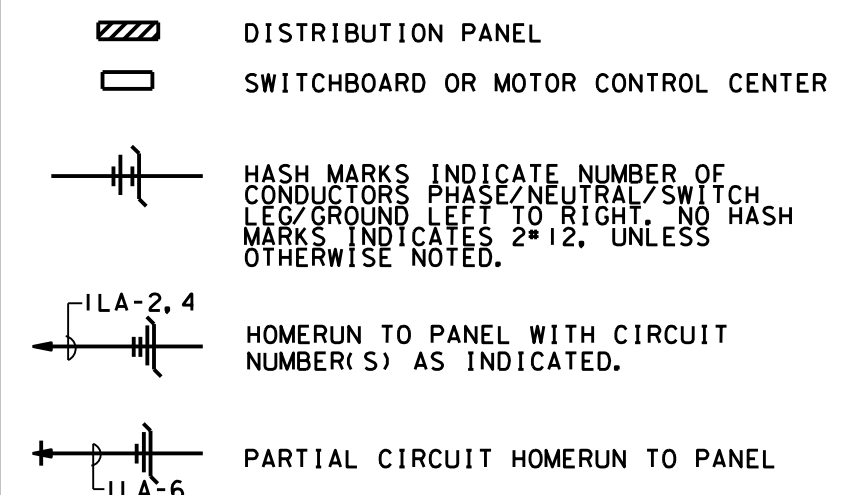 DISTRIBUTION PANEL
SWITCHBOARD OR MOTOR CONTROL CENTER
HASH MARKS INDICATE NUMBER OF
CONDUCTORS PHASE/NEUTRAL/SWITCH
LEG/GROUND LEFT TO RIGHT. NO HASH
MARKS INDICATES 2#12, UNLESS
OTHERWISE NOTED.
1LA-2, 4
HOMERUN TO PANEL WITH CIRCUIT
NUMBER(S) AS INDICATED.
PARTIAL CIRCUIT HOMERUN TO PANEL
1LA-6